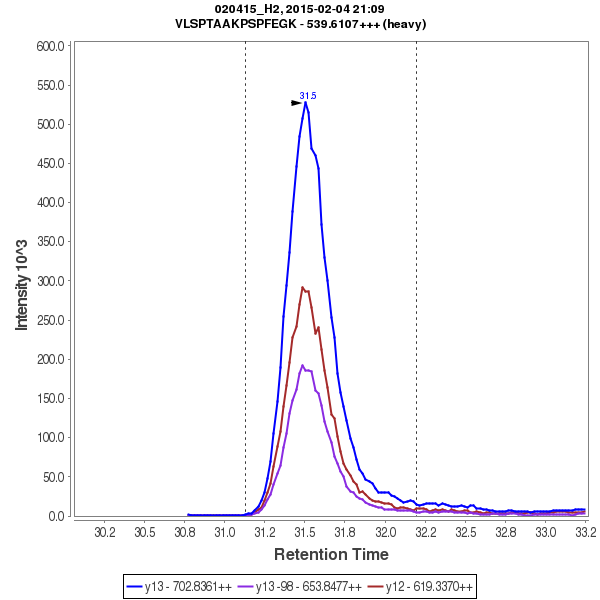 020415_H2, 2015-02-04 21:09
VLSPTAAKPSPFEGK - 539.6107+++ (heavy)
600.0
550.0
500.0
450.0
400.0
350.0
300.0
250.0
200.0
150.0
100.0
50.0
0.0
Intensity 10^3
31.5
30.2 30.5 30.8 31.0 31.2 31.5 31.8 32.0 32.2 32.5 32.8 33.0 33.2
Retention Time
y13 - 702.8361++ y13 -98 - 653.8477++ y12 - 619.3370++